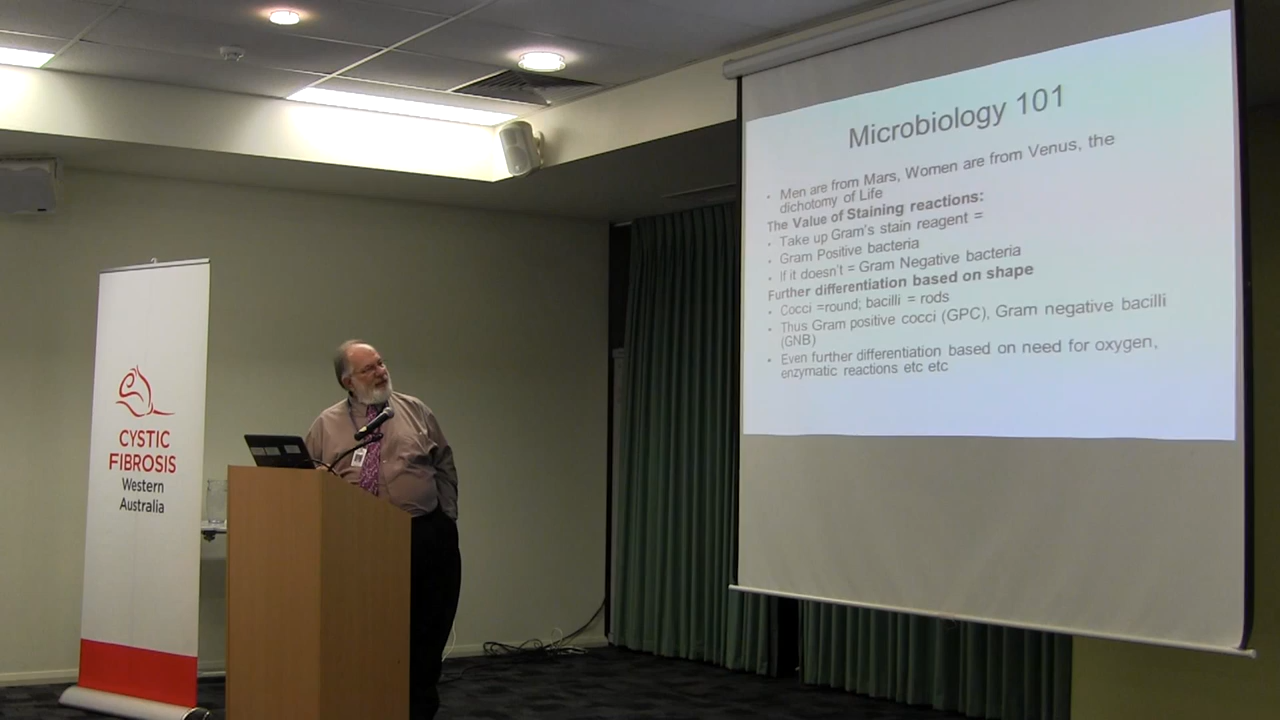 Microbiology 101
• Men are from Mars, Women are from Venus, the
dichotomy of Life
The Value of Staining reactions:
• Take up Gram's stain reagent =
• Gram Positive bacteria
• If it doesn't = Gram Negative bacteria
Further differentiation based on shape
• Cocci =round; bacilli = rods
• Thus Gram positive cocci (GPC), Gram negative bacilli
(GNB)
• Even further differentiation based on need for oxygen,
enzymatic reactions etc etc
CYSTIC
FIBROSIS
Western
Australia